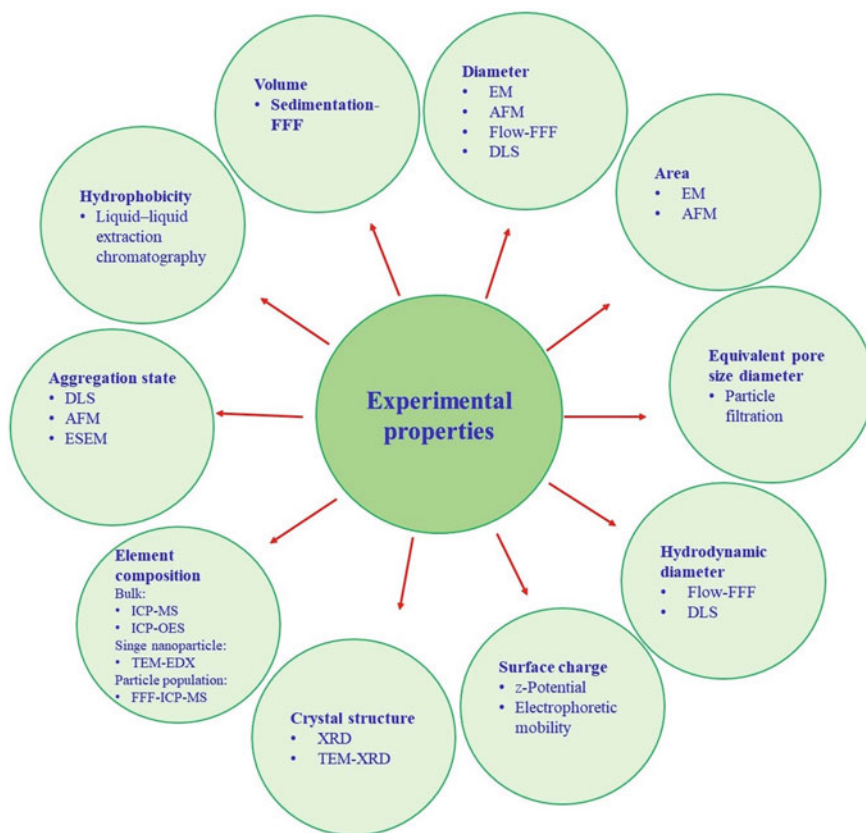 Volume
• Sedimentation-
FFF
Diameter
• EM
• AFM
• Flow-FFF
• DLS
Area
• EM
• AFM
Equivalent pore
size diameter
• Particle
filtration
Hydrodynamic
diameter
• Flow-FFF
• DLS
Surface charge
• z-Potential
• Electrophoretic
mobility
Crystal structure
• XRD
• TEM-XRD
Element
composition
Bulk:
• ICP-MS
• ICP-OES
Singe nanoparticle:
• TEM-EDX
Particle population:
• FFF-ICP-MS
Aggregation state
• DLS
• AFM
• ESEM
Hydrophobicity
• Liquid–liquid
extraction
chromatography
Experimental
properties